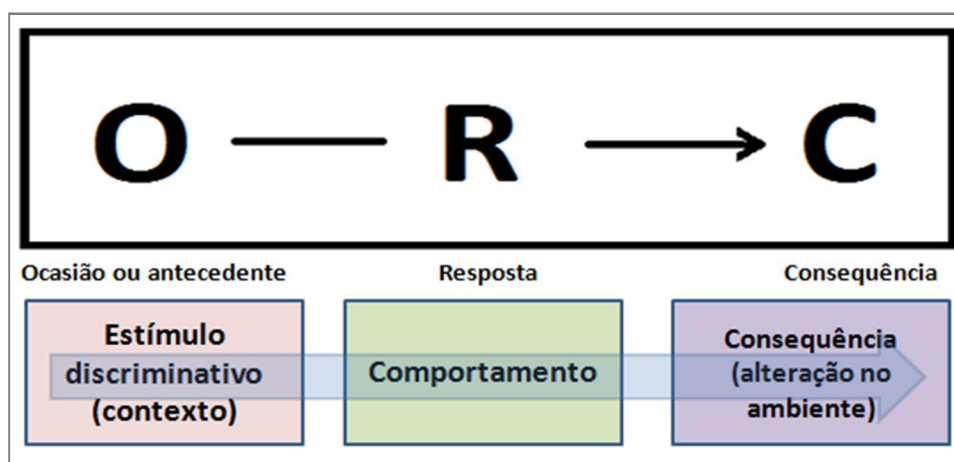 O R C
Ocasião ou antecedente Resposta Consequência
Estímulo
discriminativo
(contexto)
Comportamento
Consequência
(alteração no
ambiente)